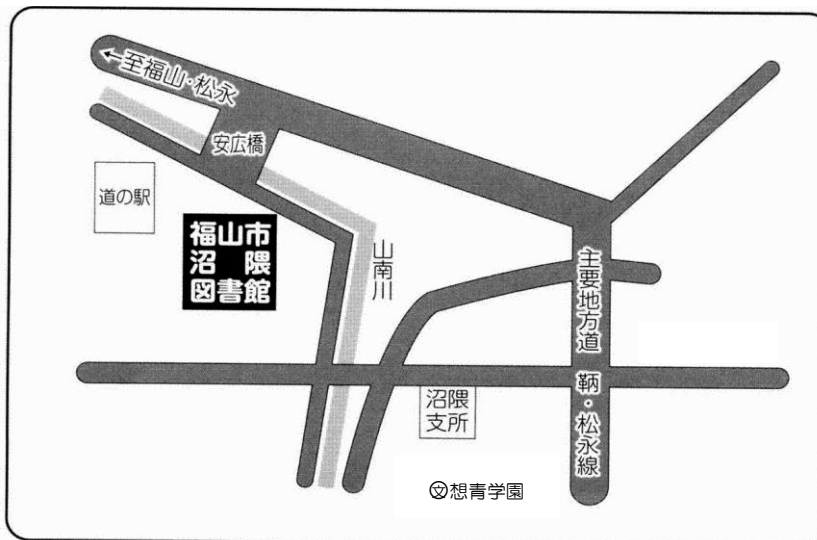 ←至福山・松永
安広橋
道の駅
福山市
沼隈
図書館
山南川
主要地方道 鞆・松永線
沼隈
支所
㊛想青学園